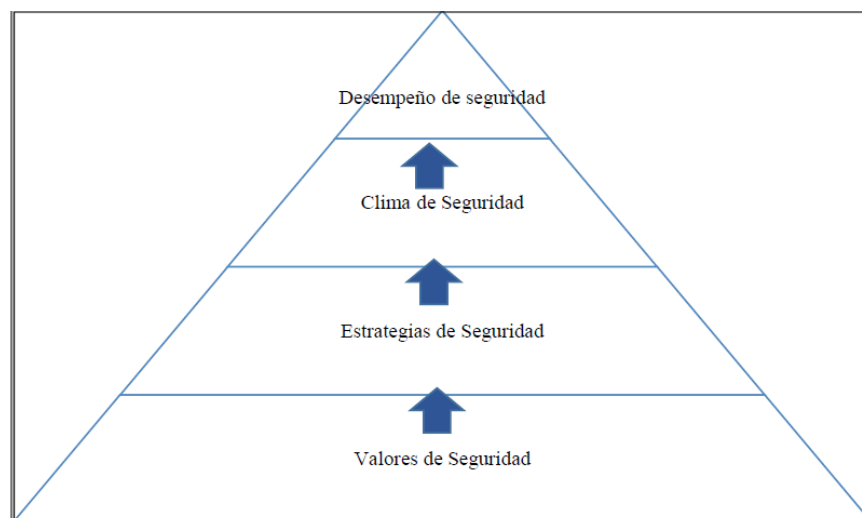 Desempeño de seguridad
Clima de Seguridad
Estrategias de Seguridad
Valores de Seguridad